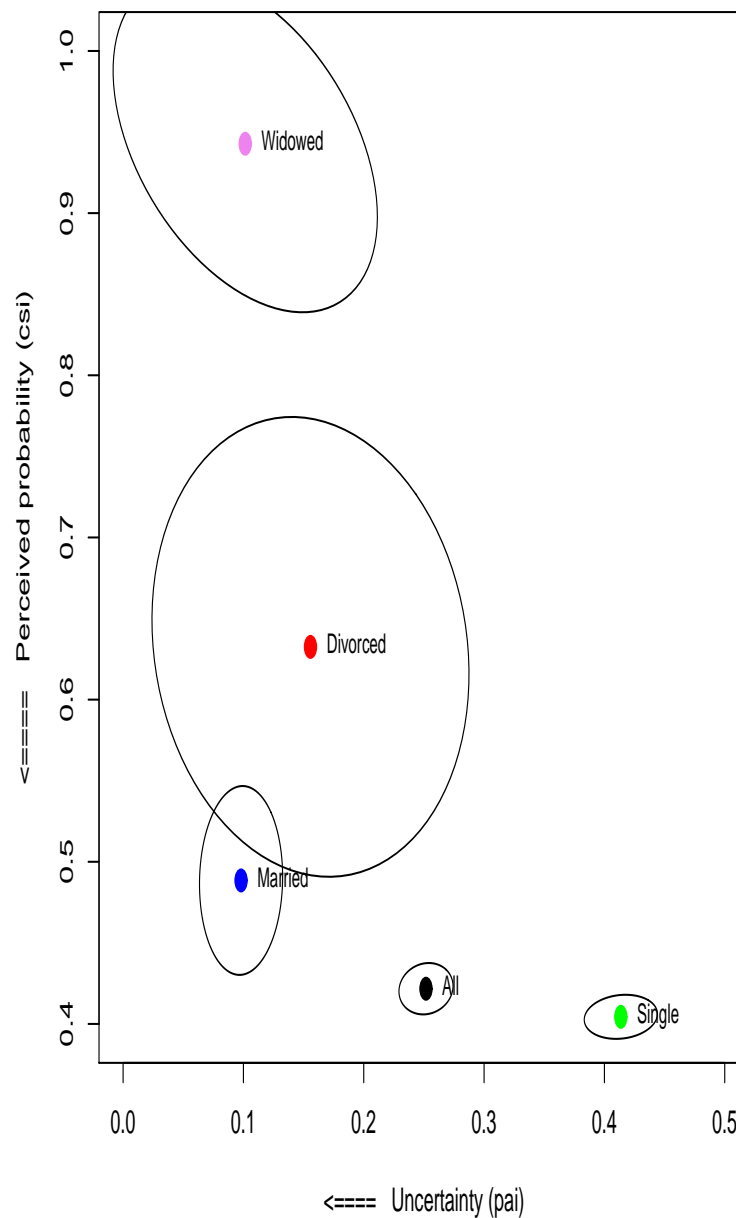 1.0
0.9
0.8
0.7
0.6
0.5
0.4
<==== Perceived probability (csi)
Widowed
Divorced
Married
All
Single
0.0 0.1 0.2 0.3 0.4 0.5
<==== Uncertainty (pai)